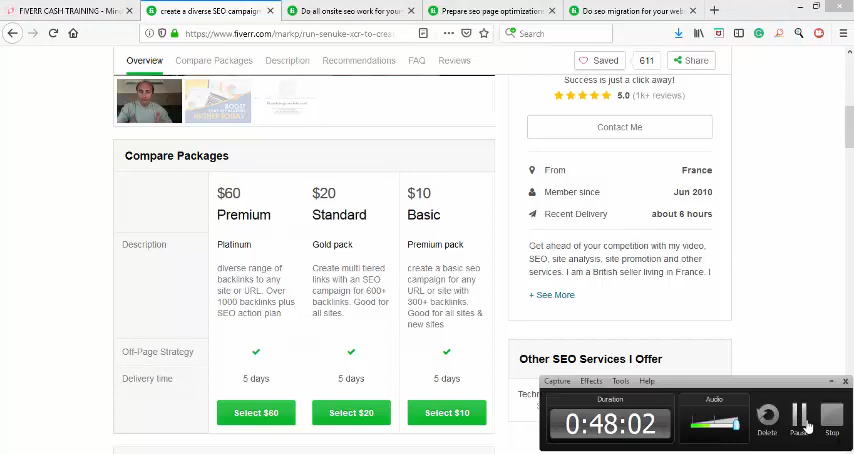 FIVERR CASH TRAINING - Mind
create a diverse SEO campaign
Do all onsite seo work for your
Prepare seo page optimizations
Do seo migration for your web
https://www.fiverr.com/markp/run-senuke-xcr-to-crea
Search
Overview
Compare Packages
Description
Recommendations
FAQ
Reviews
Saved
611
Share
Success is just a click away!
5.0 (1k+ reviews)
Contact Me
From France
Member since Jun 2010
Recent Delivery about 6 hours
Get ahead of your competition with my video,
SEO, site analysis, site promotion and other
services. I am a British seller living in France. I
+ See More
Compare Packages
$60 $20 $10
Premium Standard Basic
Description
Platinum Gold pack Premium pack
diverse range of
backlinks to any
site or URL. Over
1000 backlinks plus
SEO action plan
Create multi tiered
links with an SEO
campaign for 600+
backlinks. Good for
all sites.
create a basic seo
campaign for any
URL or site with
300+ backlinks.
Good for all sites &
new sites
Off-Page Strategy
Delivery time 5 days 5 days 5 days
Select $60 Select $20 Select $10
Other SEO Services I Offer
Techn
Capture Effects Tools Help
Duration
0:48:02
Audio
Delete
Pause
Stop